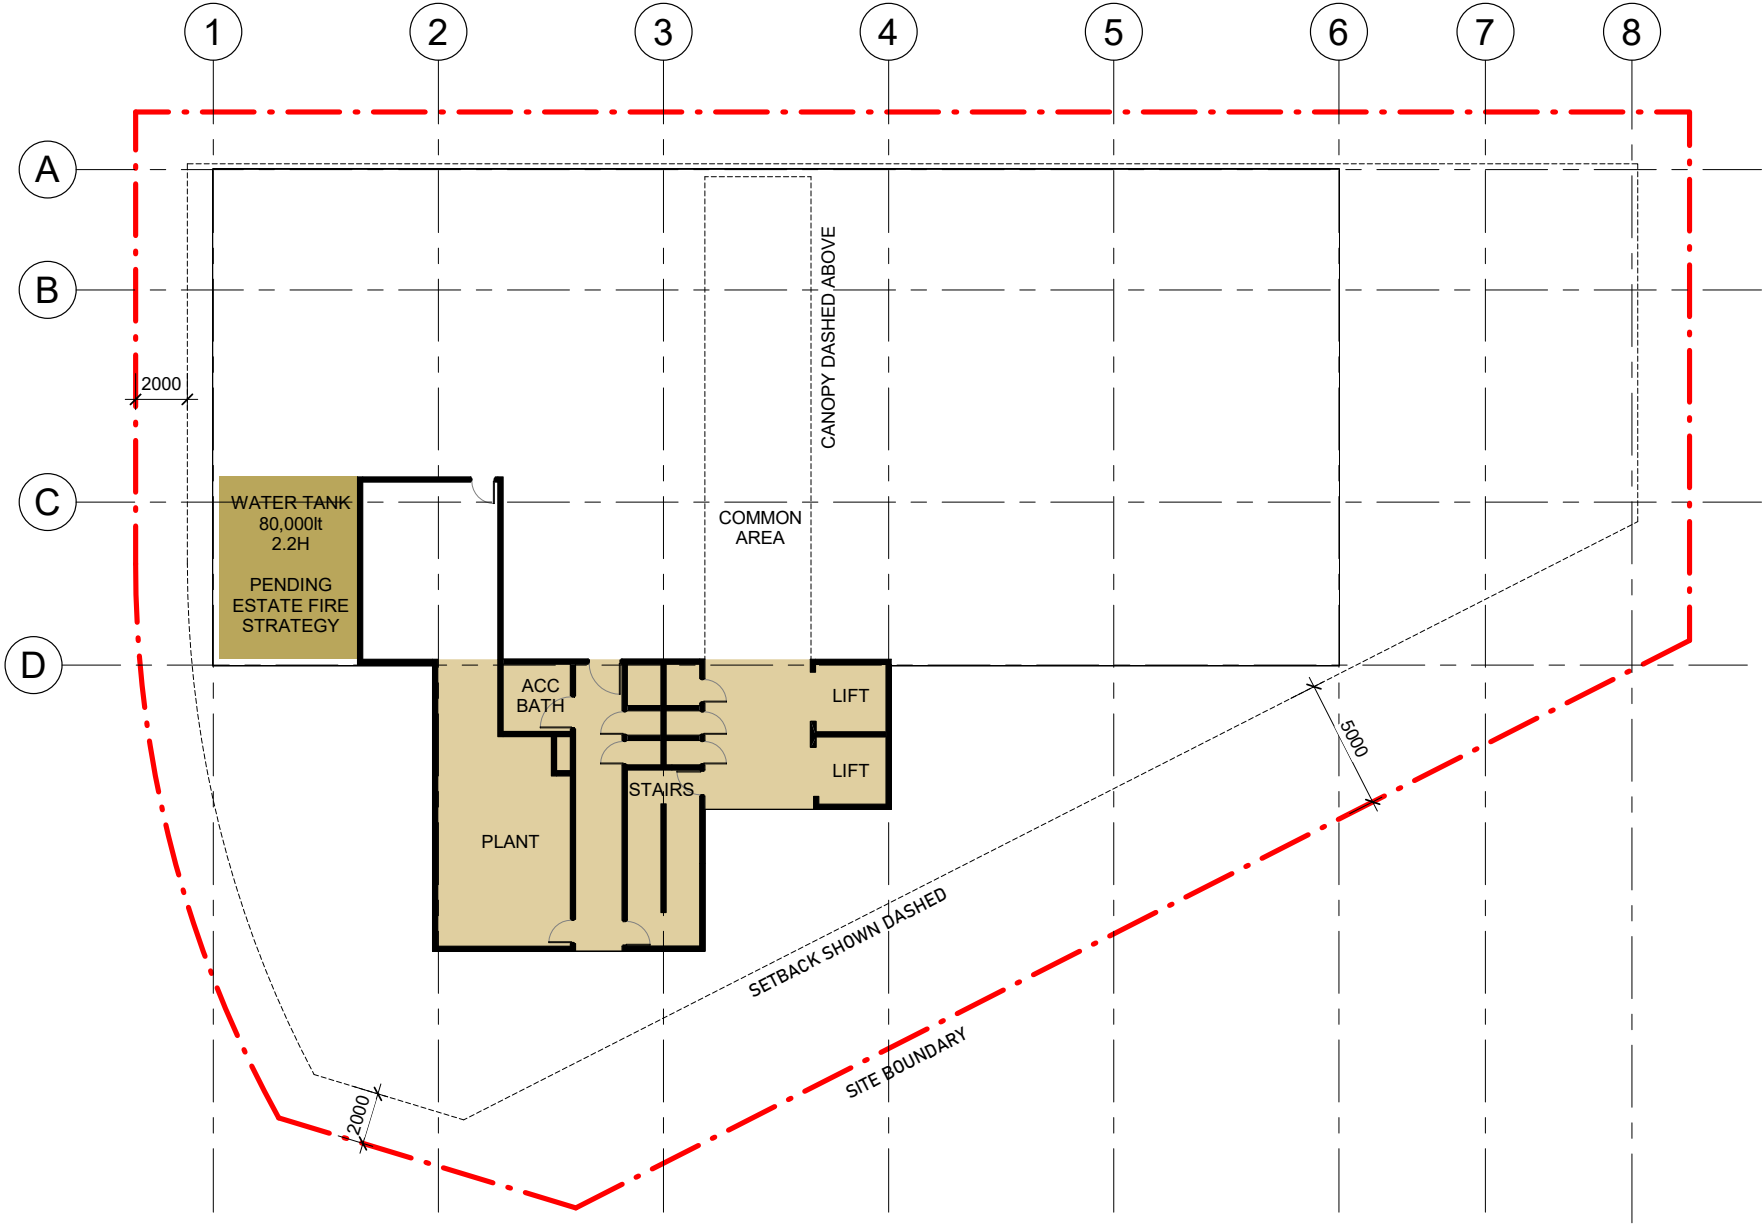 1
2
3
4
5
6
7
8
A
B
C
D
2000
CANOPY DASHED ABOVE
WATER TANK
80,000lt
2.2H
PENDING
ESTATE FIRE
STRATEGY
COMMON
AREA
ACC
BATH
LIFT
LIFT
STAIRS
PLANT
5000
SETBACK SHOWN DASHED
SITE BOUNDARY
2000